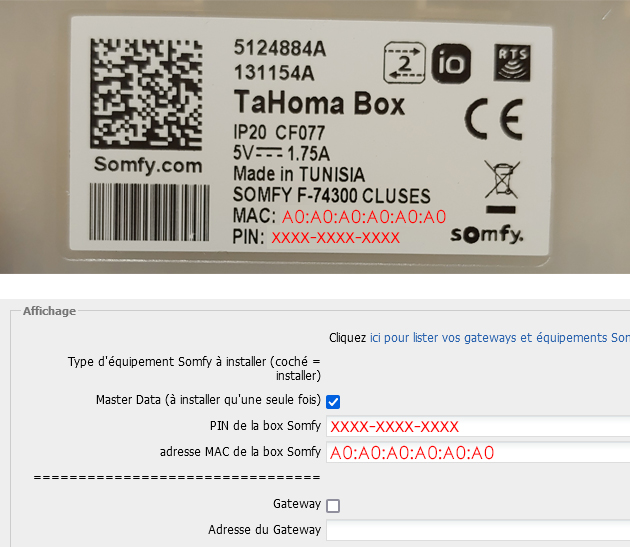 5124884A
131154A
2
io
RTS
TaHoma Box
IP20 CF077
5V 1.75A
Made in TUNISIA
SOMFY F-74300 CLUSES
MAC: A0:A0:A0:A0:A0:A0
PIN: XXXX-XXXX-XXXX
Somfy.com
CE
somfy.
Affichage
Cliquez ici pour lister vos gateways et équipements Som
Type d'équipement Somfy à installer (coché =
installer)
Master Data (à installer qu'une seule fois)
PIN de la box Somfy XXXX-XXXX-XXXX
adresse MAC de la box Somfy A0:A0:A0:A0:A0:A0
================================
Gateway
Adresse du Gateway